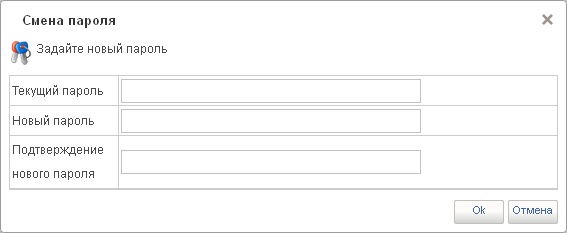 Смена пароля
Задайте новый пароль
Текущий пароль
Новый пароль
Подтверждение
нового пароля
Ok Отмена